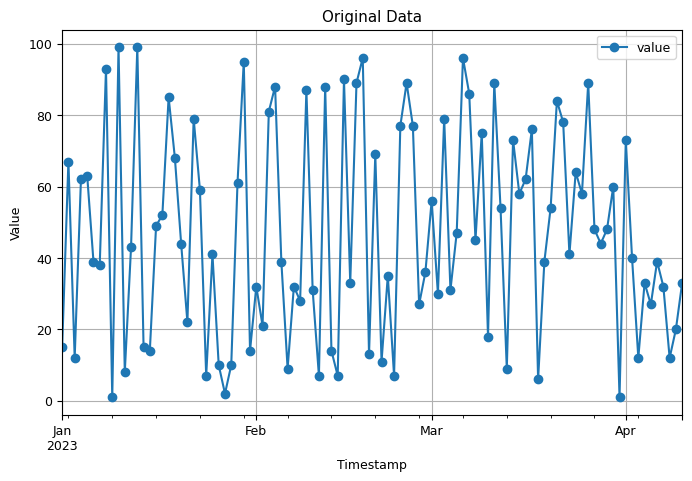 Original Data
value
100
80
60
40
20
0
Value
Jan Feb Mar Apr
2023
Timestamp